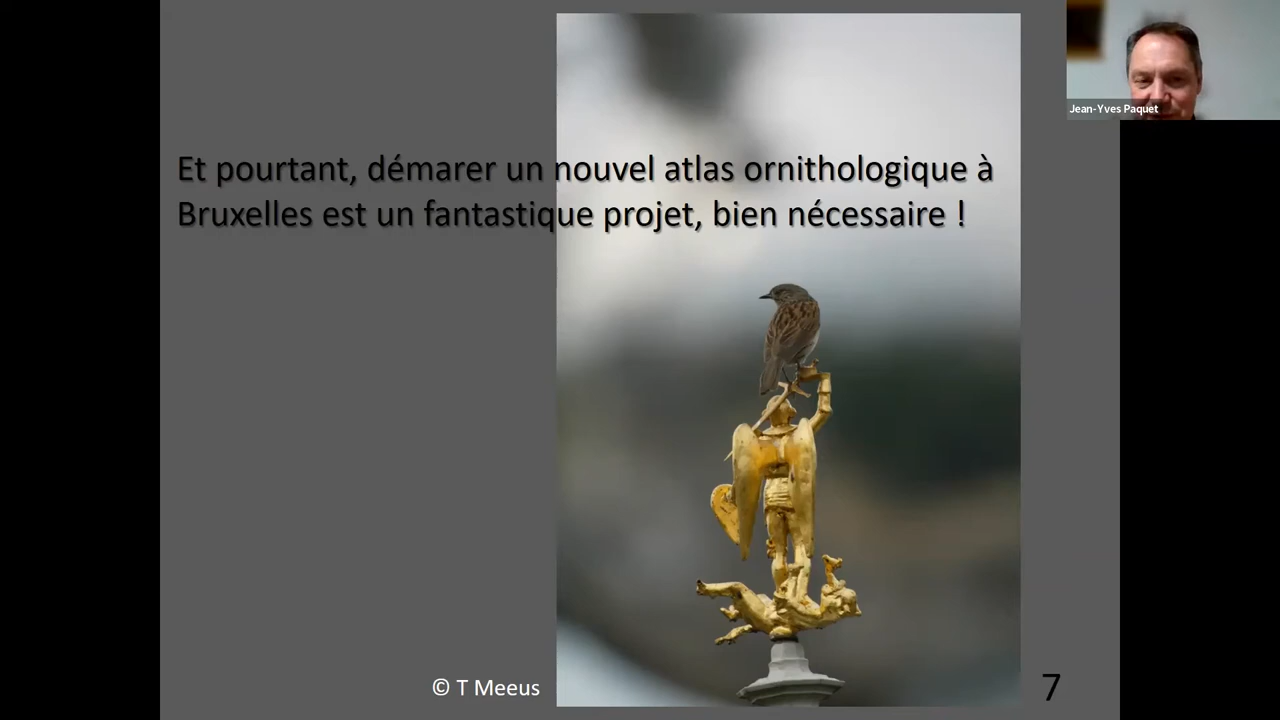 Jean-Yves Paquet
Et pourtant, démarer un nouvel atlas ornithologique à
Bruxelles est un fantastique projet, bien nécessaire !
© T Meeus
7